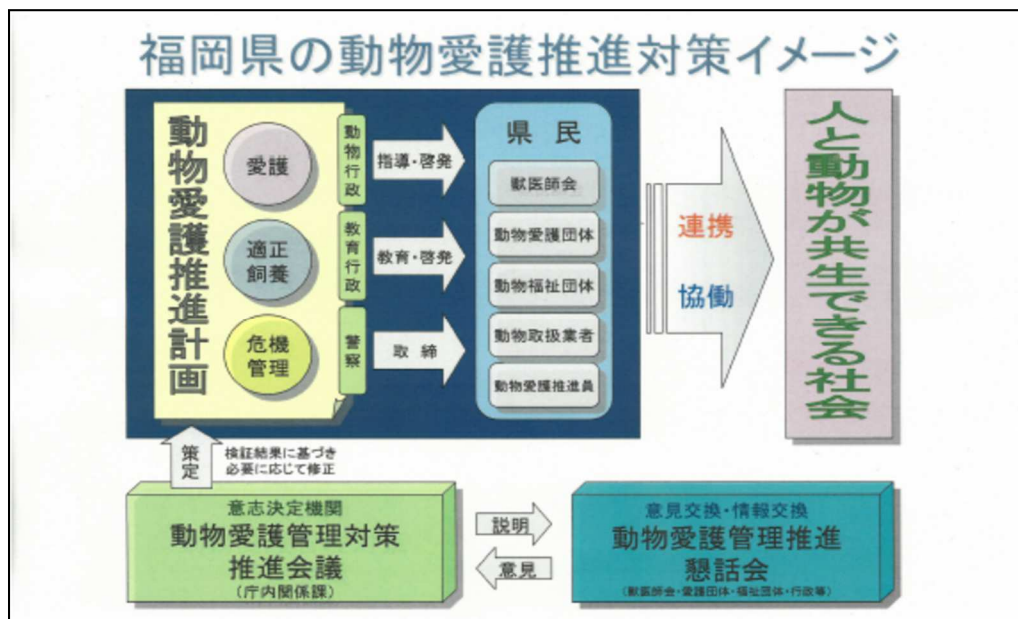 福岡県の動物愛護推進対策イメージ
動物愛護推進計画
愛護
適正
飼養
危機
管理
動物行政
教育行政
警察
指導・啓発
教育・啓発
取締
県民
獣医師会
動物愛護団体
動物福祉団体
動物取扱業者
動物愛護推進員
連携
協働
人と動物が共生できる社会
策定
検証結果に基づき
必要に応じて修正
意志決定機関
動物愛護管理対策
推進会議
(庁内関係課)
説明
意見
意見交換・情報交換
動物愛護管理推進
懇話会
(獣医師会・愛護団体・福祉団体・行政等)